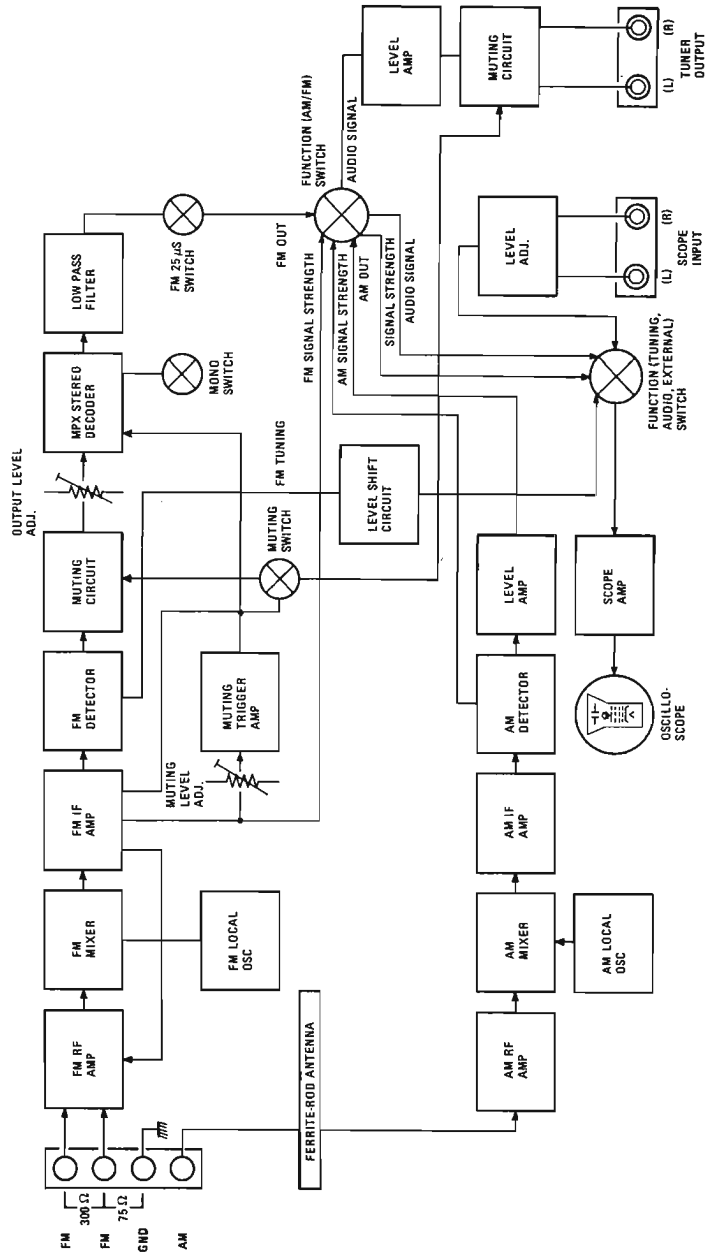 FM
300 Ω
FM
75 Ω
GND
AM
FM RF
AMP
FM
MIXER
FM LOCAL
OSC
FM IF
AMP
FM
DETECTOR
MUTING
CIRCUIT
OUTPUT LEVEL
ADJ.
MPX STEREO
DECODER
LOW PASS
FILTER
MONO
SWITCH
FM 25 μS
SWITCH
MUTING
LEVEL
ADJ.
MUTING
TRIGGER
AMP
MUTING
SWITCH
FM TUNING
LEVEL SHIFT
CIRCUIT
FM OUT
FM SIGNAL STRENGTH
AM SIGNAL STRENGTH
AM OUT
SIGNAL STRENGTH
AUDIO SIGNAL
FUNCTION (AM/FM)
SWITCH
AUDIO SIGNAL
LEVEL
AMP
MUTING
CIRCUIT
(L)
(R)
TUNER
OUTPUT
LEVEL
ADJ.
(L)
(R)
SCOPE
INPUT
FUNCTION (TUNING,
AUDIO, EXTERNAL)
SWITCH
FERRITE-ROD ANTENNA
AM RF
AMP
AM
MIXER
AM LOCAL
OSC
AM IF
AMP
AM
DETECTOR
LEVEL
AMP
SCOPE
AMP
OSCILLO-
SCOPE